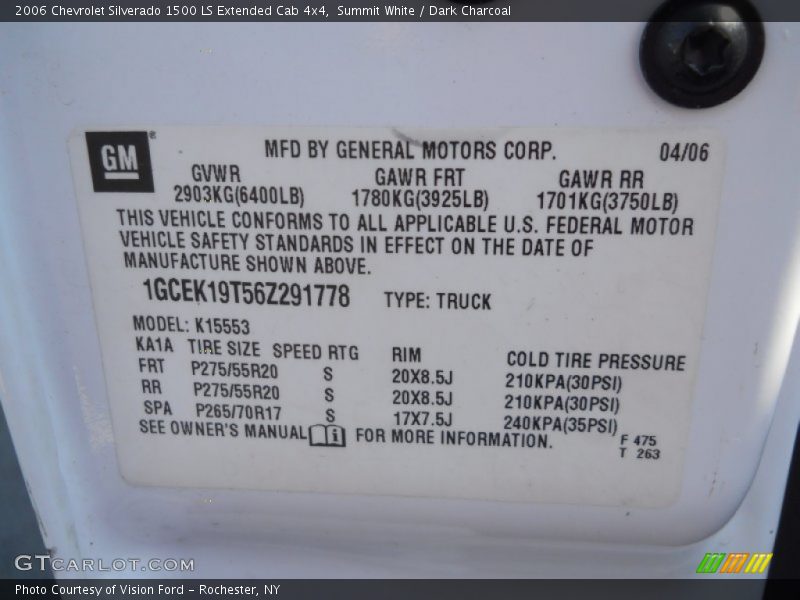 2006 Chevrolet Silverado 1500 LS Extended Cab 4x4,  Summit White / Dark Charcoal
GM®
MFD BY GENERAL MOTORS CORP. 04/06
GVWR GAWR FRT GAWR RR
2903KG(6400LB) 1780KG(3925LB) 1701KG(3750LB)
THIS VEHICLE CONFORMS TO ALL APPLICABLE U.S. FEDERAL MOTOR
VEHICLE SAFETY STANDARDS IN EFFECT ON THE DATE OF
MANUFACTURE SHOWN ABOVE.
1GCEK19T56Z291778 TYPE: TRUCK
MODEL: K15553
KA1A TIRE SIZE SPEED RTG RIM COLD TIRE PRESSURE
FRT P275/55R20 S 20X8.5J 210KPA(30PSI)
RR P275/55R20 S 20X8.5J 210KPA(30PSI)
SPA P265/70R17 S 17X7.5J 240KPA(35PSI)
SEE OWNER'S MANUAL FOR MORE INFORMATION.
F 475
T 263
GTCARLOT.COM
Photo Courtesy of Vision Ford – Rochester, NY